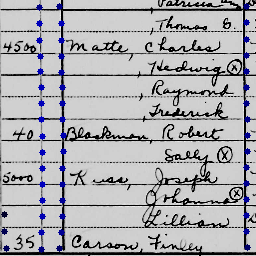 , Patricia
, Thomas E.
4500 Matte, Charles
, Hedwig ⓧ
, Raymond
, Frederick
40 Blackman, Robert
Sally ⓧ
5000 Kuss, Joseph
Johanna ⓧ
Lillian
35 Carson, Finley